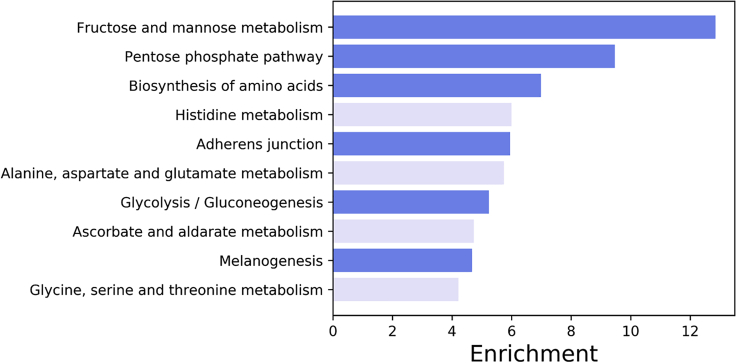 Fructose and mannose metabolism
Pentose phosphate pathway
Biosynthesis of amino acids
Histidine metabolism
Adherens junction
Alanine, aspartate and glutamate metabolism
Glycolysis / Gluconeogenesis
Ascorbate and aldarate metabolism
Melanogenesis
Glycine, serine and threonine metabolism
0 2 4 6 8 10 12
Enrichment